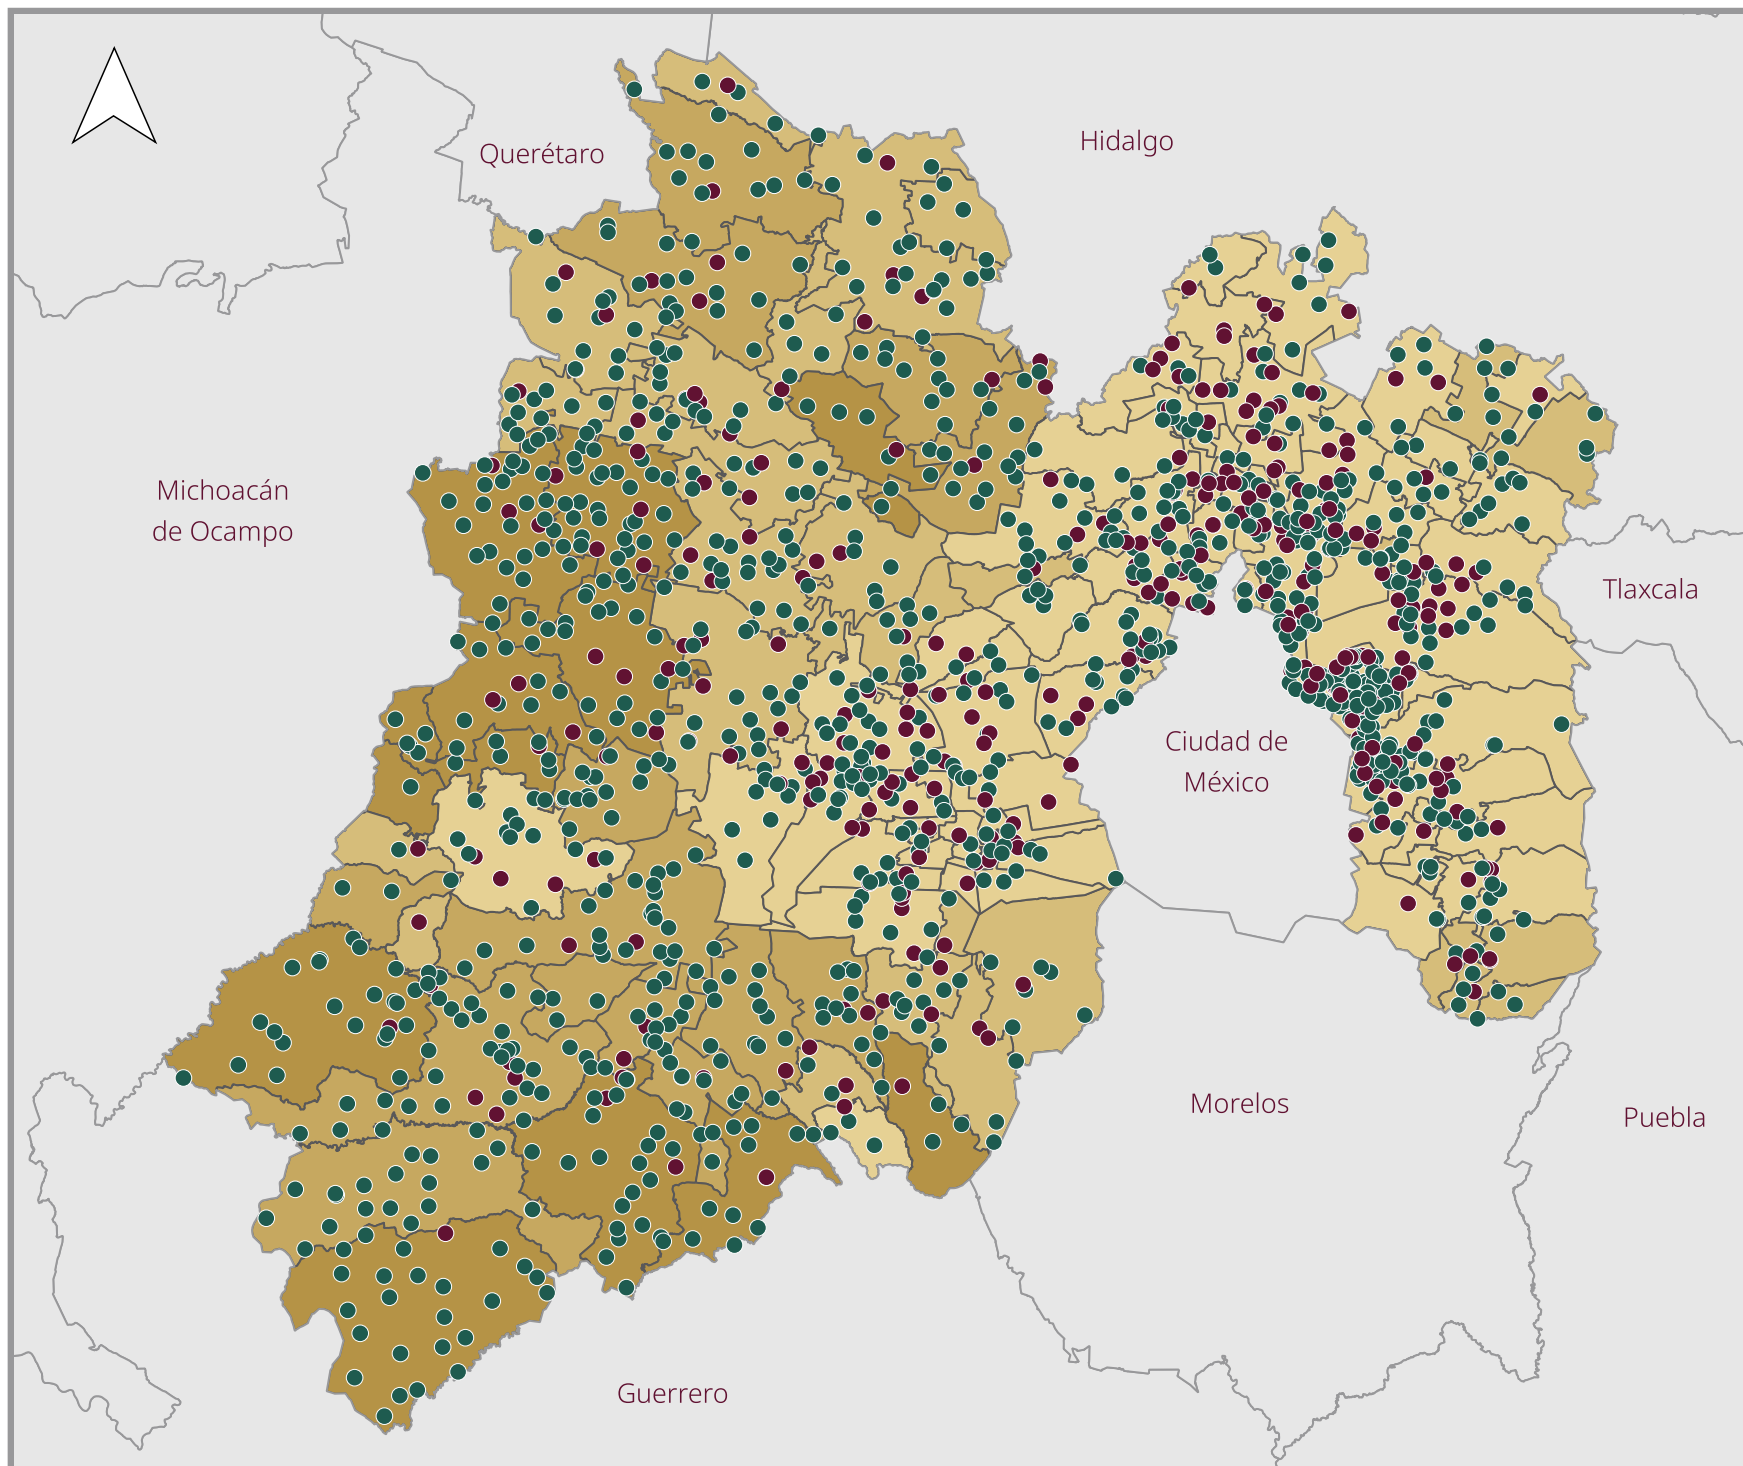 Hidalgo
Querétaro
Michoacán
de Ocampo
Tlaxcala
Ciudad de
México
Morelos
Puebla
Guerrero